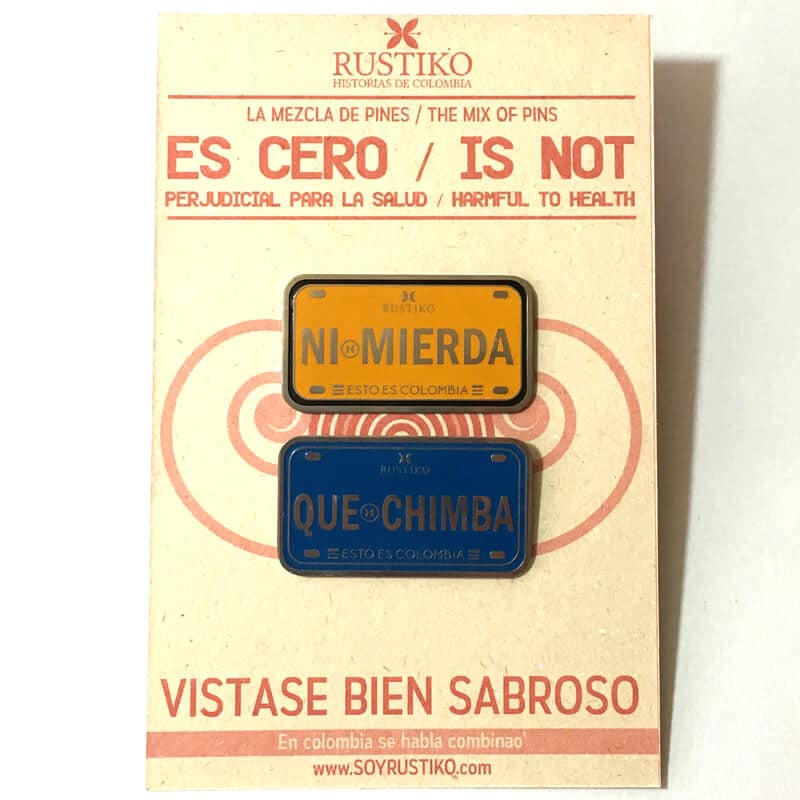 RUSTIKO
HISTORIAS DE COLOMBIA
LA MEZCLA DE PINES / THE MIX OF PINS
ES CERO / IS NOT
PERJUDICIAL PARA LA SALUD / HARMFUL TO HEALTH
RUSTIKO
NI MIERDA
ESTO ES COLOMBIA
RUSTIKO
QUE CHIMBA
ESTO ES COLOMBIA
VISTASE BIEN SABROSO
En colombia se habla combinao'
www.SOYRUSTIKO.com